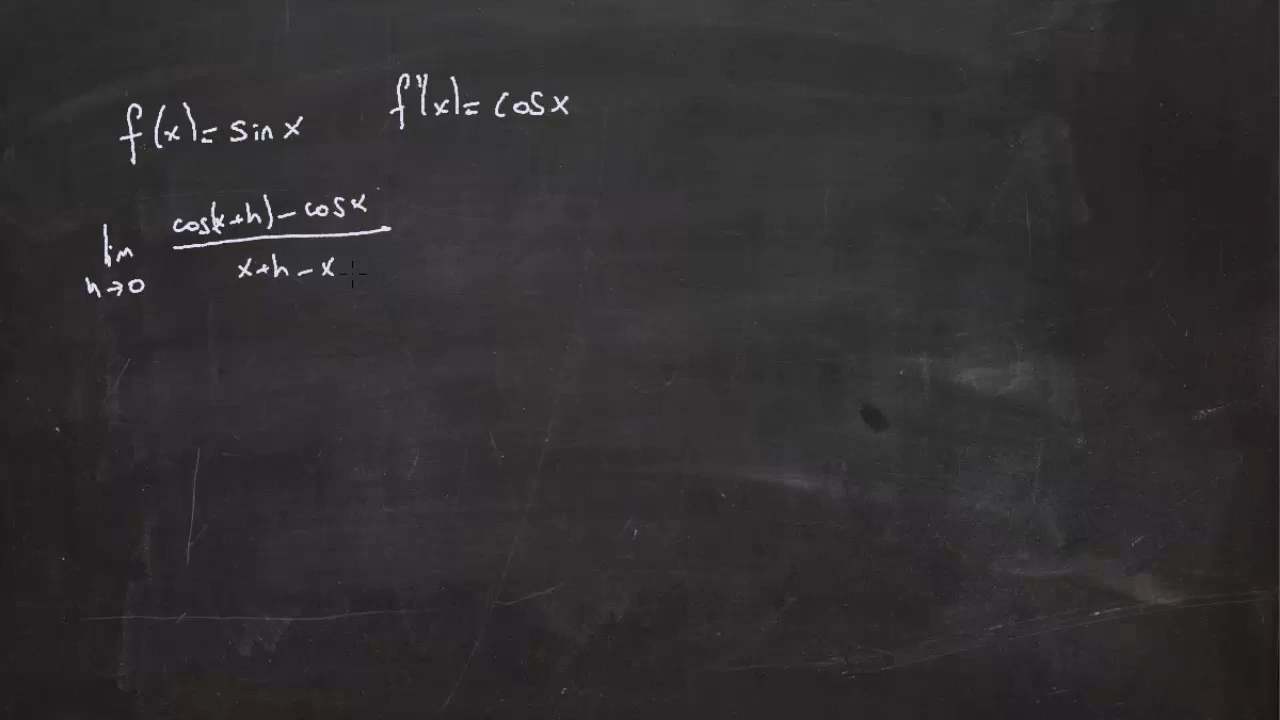 f(x)= sin x
f'(x)= cos x
lim h→0 cos(x+h) - cos x / x+h-x